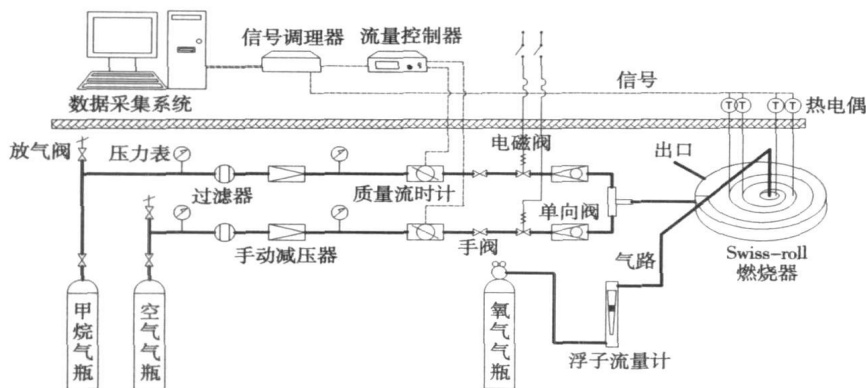 信号调理器
流量控制器
信号
数据采集系统
T T T T
热电偶
放气阀
压力表
电磁阀
出口
过滤器
质量流时计
单向阀
手动减压器
手阀
气路
Swiss-roll
燃烧器
甲烷气瓶
空气气瓶
氧气气瓶
浮子流量计